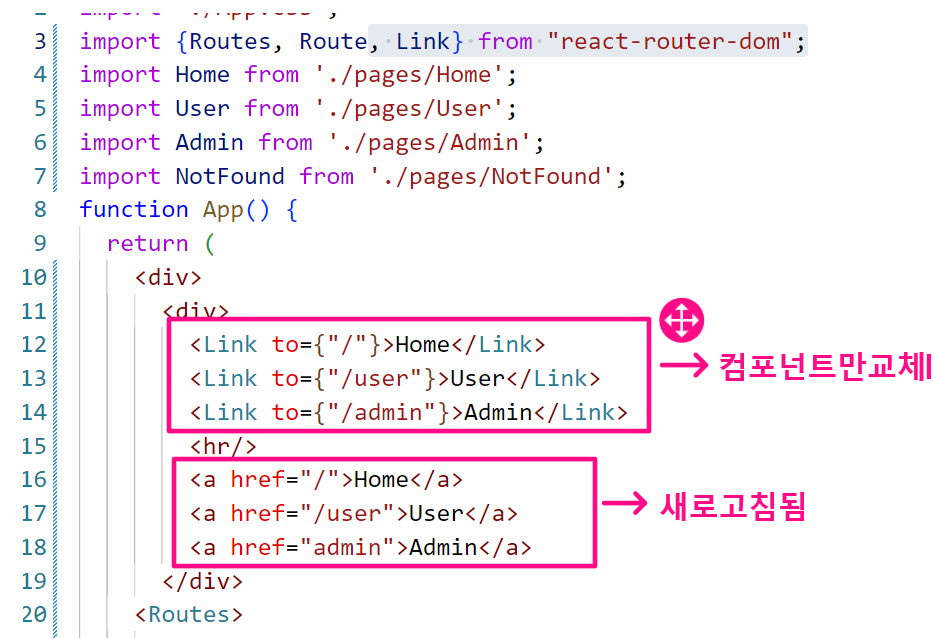 2 import './App.css';
3 import {Routes, Route, Link} from "react-router-dom";
4 import Home from './pages/Home';
5 import User from './pages/User';
6 import Admin from './pages/Admin';
7 import NotFound from './pages/NotFound';
8 function App() {
9 return (
10 <div>
11 <div>
12 <Link to={"/"}>Home</Link>
13 <Link to={"/user"}>User</Link>
→ 컴포넌트만교체
14 <Link to={"/admin"}>Admin</Link>
15 <hr/>
16 <a href="/">Home</a>
17 <a href="/user">User</a>
→ 새로고침됨
18 <a href="admin">Admin</a>
19 </div>
20 <Routes>